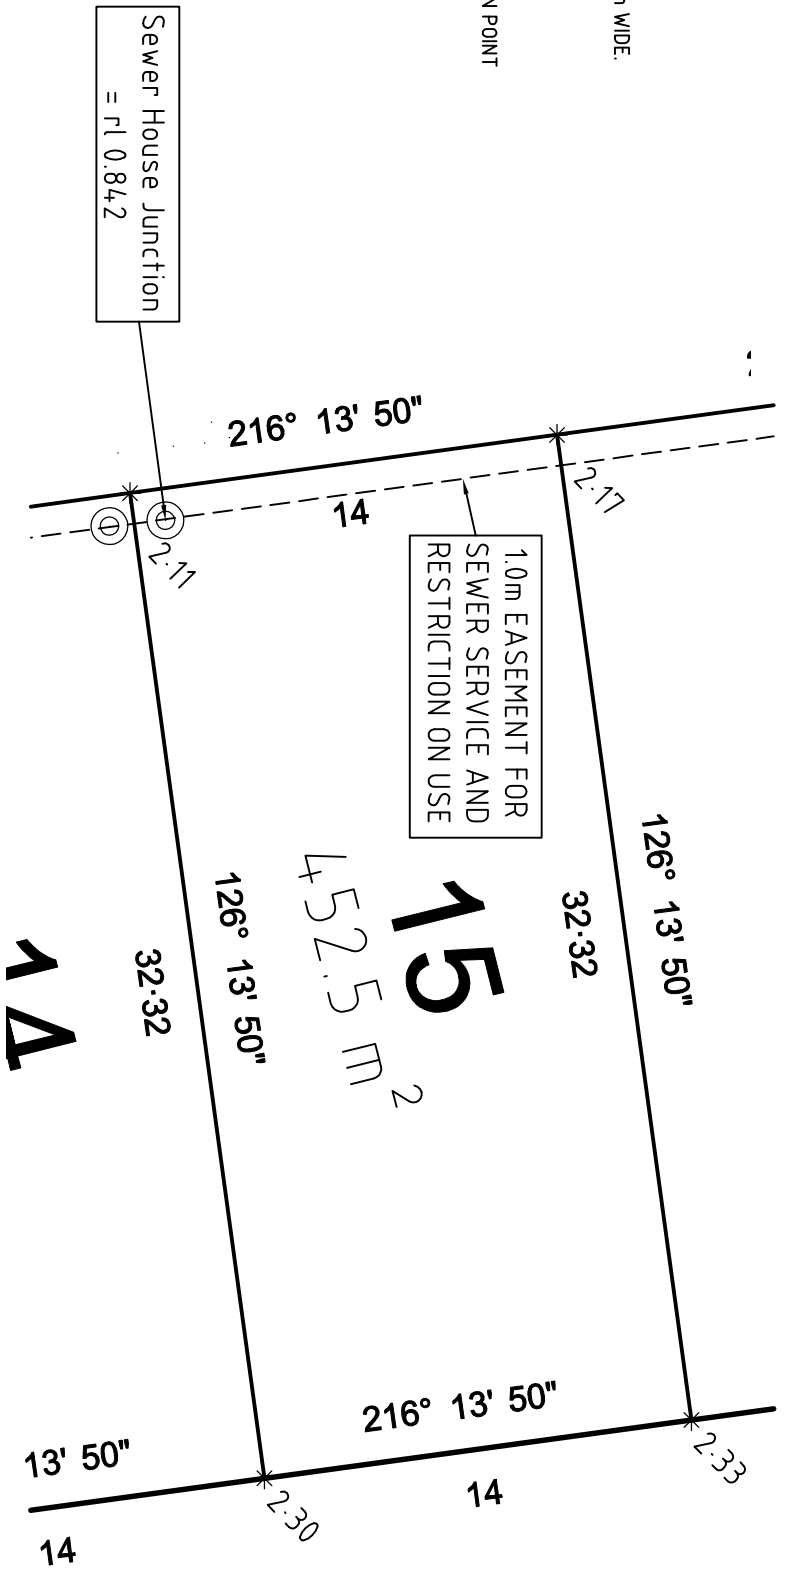 WIDE.
POINT
Sewer House Junction
= rl 0.842
216° 13' 50"
14
2.17
2.11
1.0m EASEMENT FOR
SEWER SERVICE AND
RESTRICTION ON USE
126° 13' 50"
32·32
15
452.5 m²
126° 13' 50"
32·32
14
216° 13' 50"
14
2.33
2.30
13' 50"
14